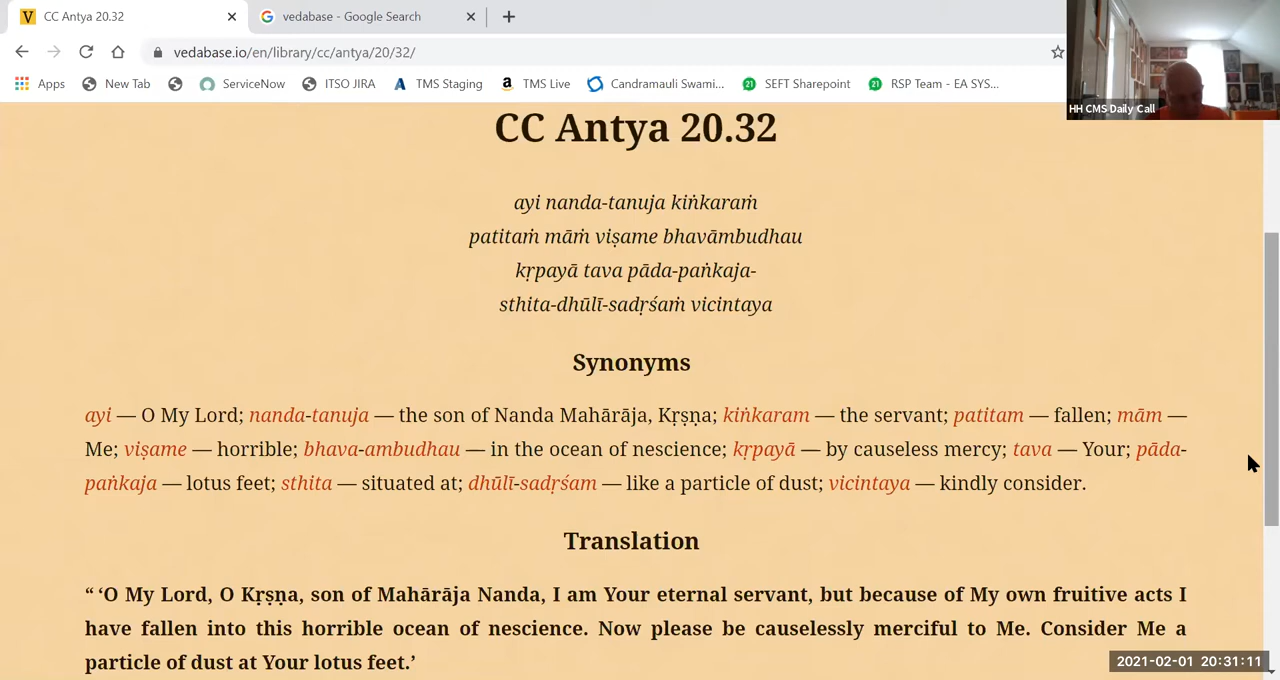 CC Antya 20.32
vedabase - Google Search
vedabase.io/en/library/cc/antya/20/32/
Apps New Tab ServiceNow ITSO JIRA TMS Staging TMS Live Candramauli Swami... SEFT Sharepoint RSP Team - EA SYS...
HH CMS Daily Call
CC Antya 20.32
ayi nanda-tanuja kiṅkaraṁ
patitaṁ māṁ viṣame bhavāmbudhau
kṛpayā tava pāda-paṅkaja-
sthita-dhūlī-sadṛśaṁ vicintaya
Synonyms
ayi — O My Lord; nanda-tanuja — the son of Nanda Mahārāja, Kṛṣṇa; kiṅkaram — the servant; patitam — fallen; mām —
Me; viṣame — horrible; bhava-ambudhau — in the ocean of nescience; kṛpayā — by causeless mercy; tava — Your; pāda-
paṅkaja — lotus feet; sthita — situated at; dhūlī-sadṛśam — like a particle of dust; vicintaya — kindly consider.
Translation
“ ‘O My Lord, O Kṛṣṇa, son of Mahārāja Nanda, I am Your eternal servant, but because of My own fruitive acts I
have fallen into this horrible ocean of nescience. Now please be causelessly merciful to Me. Consider Me a
particle of dust at Your lotus feet.’
2021-02-01 20:31:11